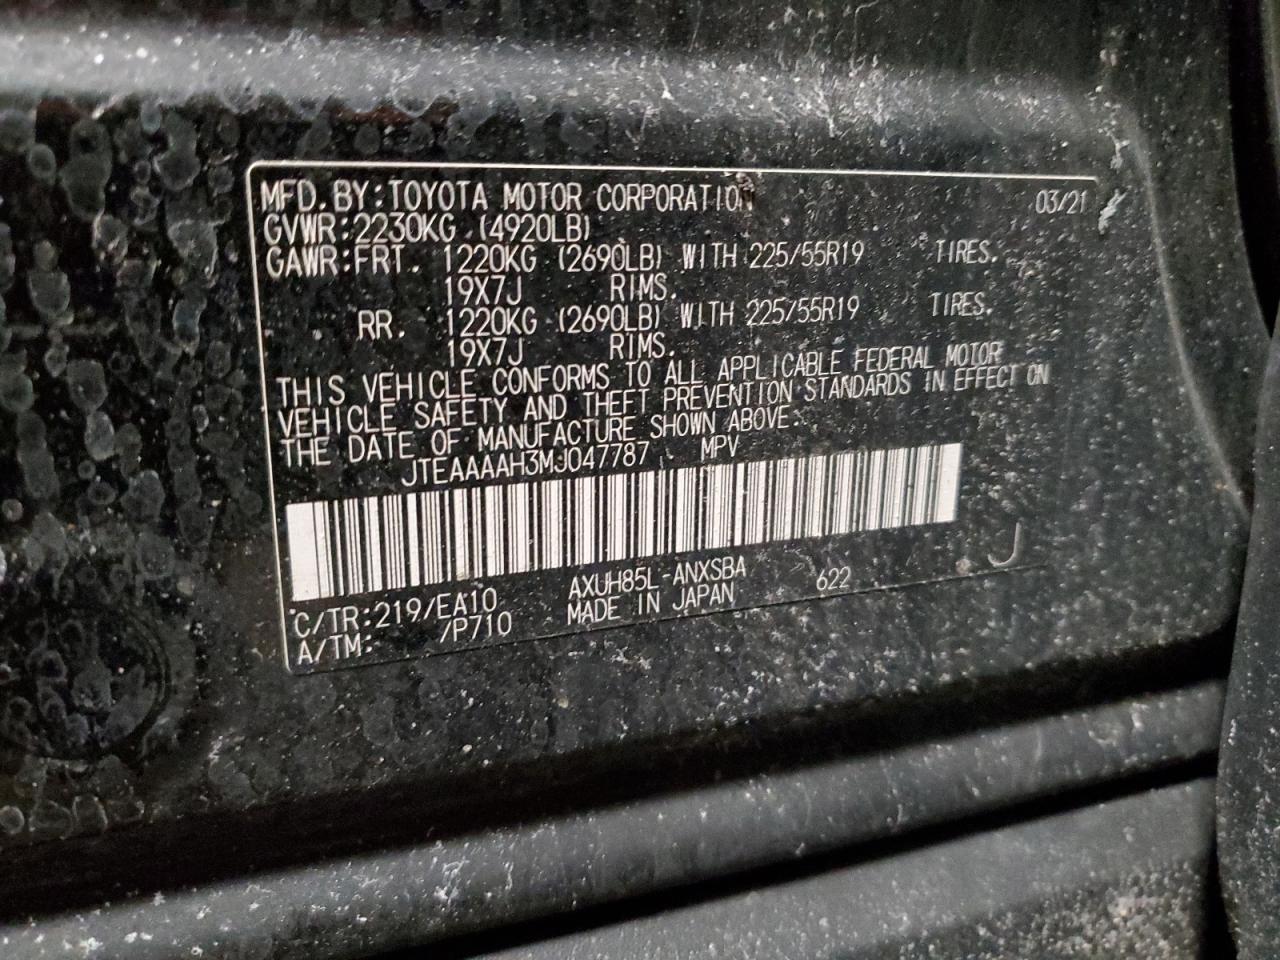 MFD. BY: TOYOTA MOTOR CORPORATION 03/21
GVWR: 2230KG (4920LB)
GAWR: FRT. 1220KG (2690LB) WITH 225/55R19 TIRES.
19X7J RIMS.
RR. 1220KG (2690LB) WITH 225/55R19 TIRES.
19X7J RIMS.
THIS VEHICLE CONFORMS TO ALL APPLICABLE FEDERAL MOTOR
VEHICLE SAFETY AND THEFT PREVENTION STANDARDS IN EFFECT ON
THE DATE OF MANUFACTURE SHOWN ABOVE.
JTEAAAAH3MJ047787 MPV
C/TR: 219/EA10 AXUH85L-ANXSBA 622 J
A/TM: /P710 MADE IN JAPAN